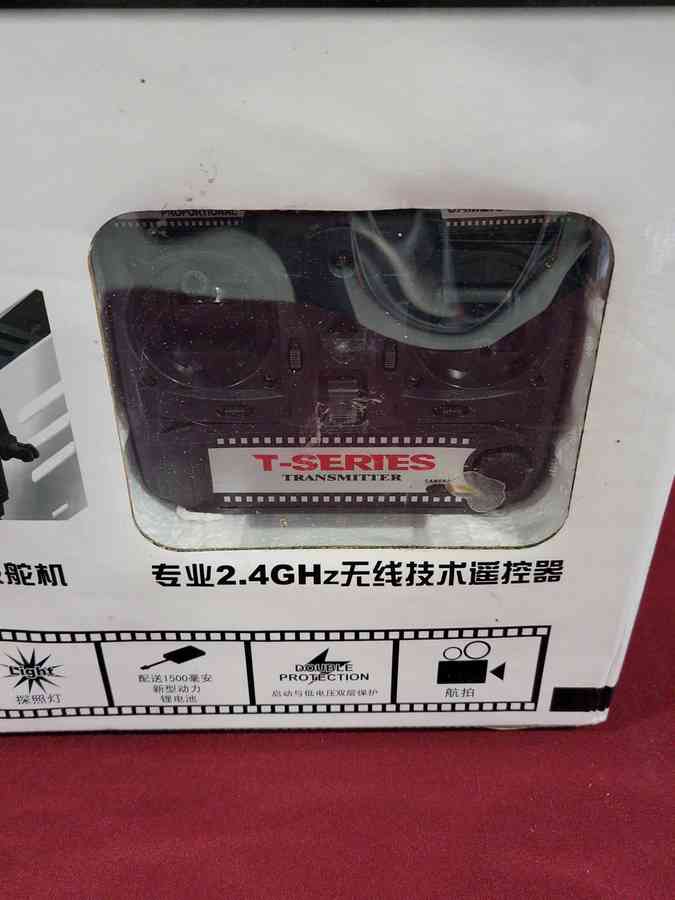 PROPORTIONAL
T-SERIES
TRANSMITTER
舵机
专业2.4GHz无线技术遥控器
Light
探照灯
配送1500毫安
新型动力
锂电池
DOUBLE
PROTECTION
启动与低电压双层保护
航拍